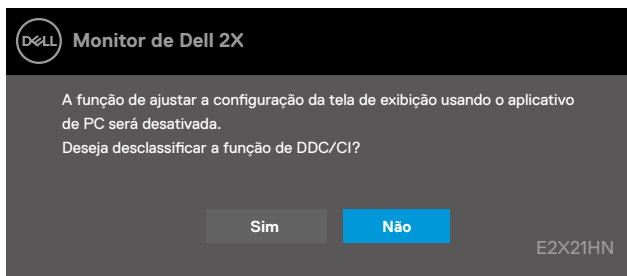 DELL
Monitor de Dell 2X
A função de ajustar a configuração da tela de exibição usando o aplicativo
de PC será desativada.
Deseja desclassificar a função de DDC/CI?
Sim Não
E2X21HN